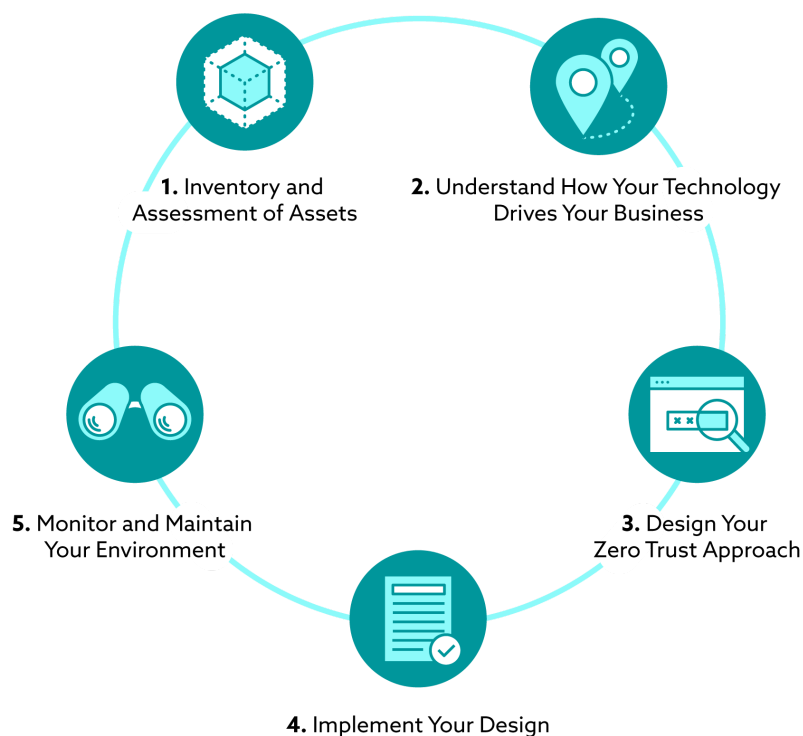 1. Inventory and
Assessment of Assets
2. Understand How Your Technology
Drives Your Business
3. Design Your
Zero Trust Approach
4. Implement Your Design
5. Monitor and Maintain
Your Environment